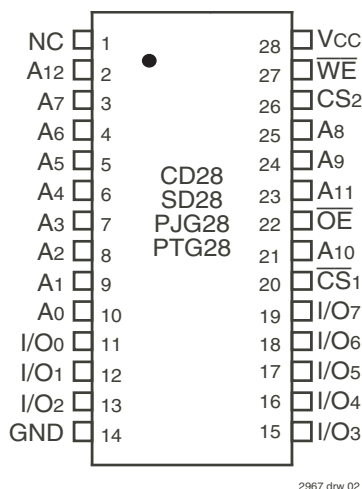 NC 1 28 VCC
A12 2 27 W̅E̅
A7 3 26 CS2
A6 4 25 A8
A5 5 24 A9
A4 6 23 A11
A3 7 22 O̅E̅
A2 8 21 A10
A1 9 20 C̅S̅1
A0 10 19 I/O7
I/O0 11 18 I/O6
I/O1 12 17 I/O5
I/O2 13 16 I/O4
GND 14 15 I/O3
CD28
SD28
PJG28
PTG28
2967 drw 02